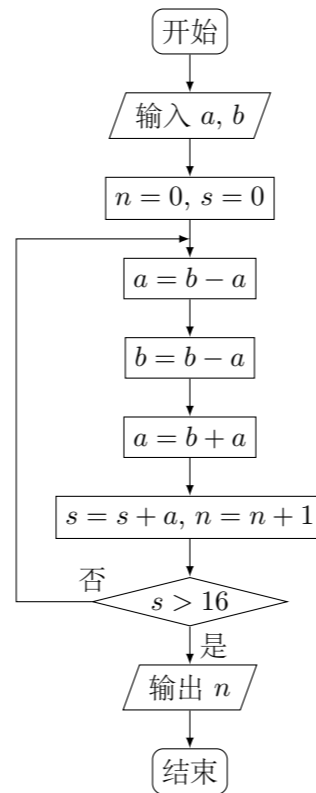 开始
输入 a, b
n = 0, s = 0
a = b − a
b = b − a
a = b + a
s = s + a, n = n + 1
否
s > 16
是
输出 n
结束